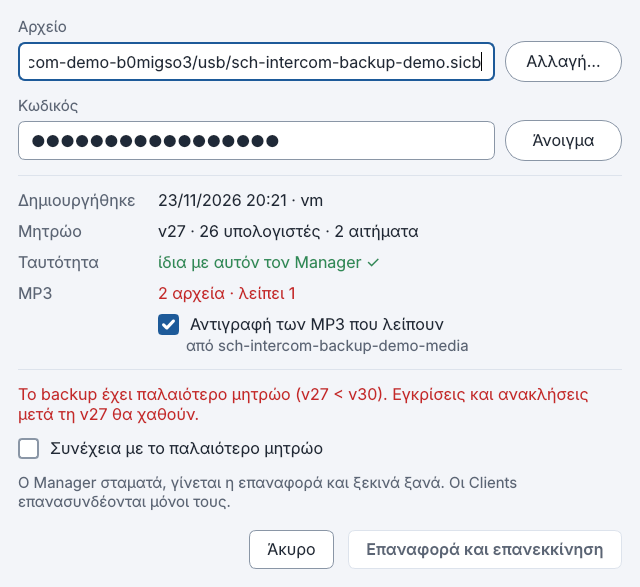 Αρχείο
com-demo-b0migso3/usb/sch-intercom-backup-demo.sicb
Αλλαγή...
Κωδικός
●●●●●●●●●●●●●●●●●
Άνοιγμα
Δημιουργήθηκε 23/11/2026 20:21 · vm
Μητρώο v27 · 26 υπολογιστές · 2 αιτήματα
Ταυτότητα ίδια με αυτόν τον Manager ✓
MP3 2 αρχεία · λείπει 1
Αντιγραφή των MP3 που λείπουν
από sch-intercom-backup-demo-media
Το backup έχει παλαιότερο μητρώο (v27 < v30). Εγκρίσεις και ανακλήσεις
μετά τη v27 θα χαθούν.
Συνέχεια με το παλαιότερο μητρώο
Ο Manager σταματά, γίνεται η επαναφορά και ξεκινά ξανά. Οι Clients
επανασυνδέονται μόνοι τους.
Άκυρο
Επαναφορά και επανεκκίνηση